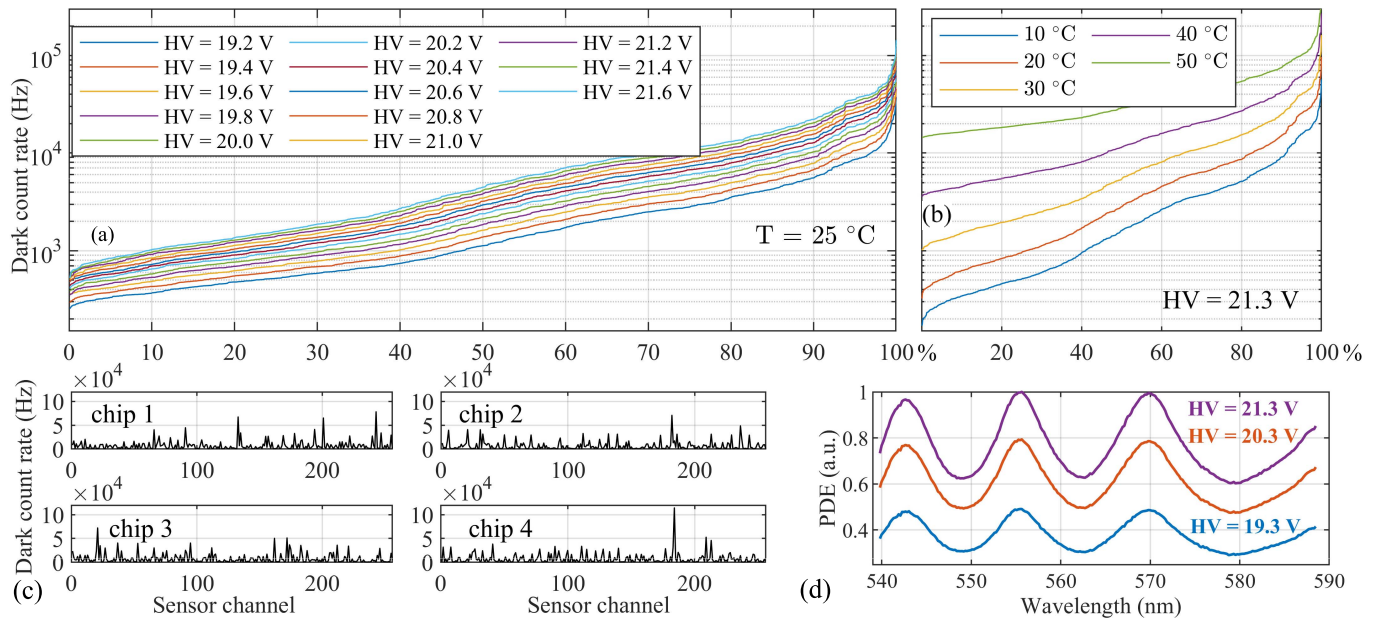 Dark count rate (Hz)
10^5
10^4
10^3
HV = 19.2 V HV = 20.2 V HV = 21.2 V
HV = 19.4 V HV = 20.4 V HV = 21.4 V
HV = 19.6 V HV = 20.6 V HV = 21.6 V
HV = 19.8 V HV = 20.8 V
HV = 20.0 V HV = 21.0 V
(a)
T = 25 °C
0 10 20 30 40 50 60 70 80 90 100 %
10 °C 40 °C
20 °C 50 °C
30 °C
(b)
HV = 21.3 V
0 20 40 60 80 100 %
Dark count rate (Hz)
×10^4
10
5
0
chip 1
0 100 200
×10^4
10
5
0
chip 2
0 100 200
×10^4
10
5
0
chip 3
0 100 200
Sensor channel
×10^4
10
5
0
chip 4
0 100 200
Sensor channel
(c)
PDE (a.u.)
1
0.8
0.6
0.4
HV = 21.3 V
HV = 20.3 V
HV = 19.3 V
540 550 560 570 580 590
Wavelength (nm)
(d)